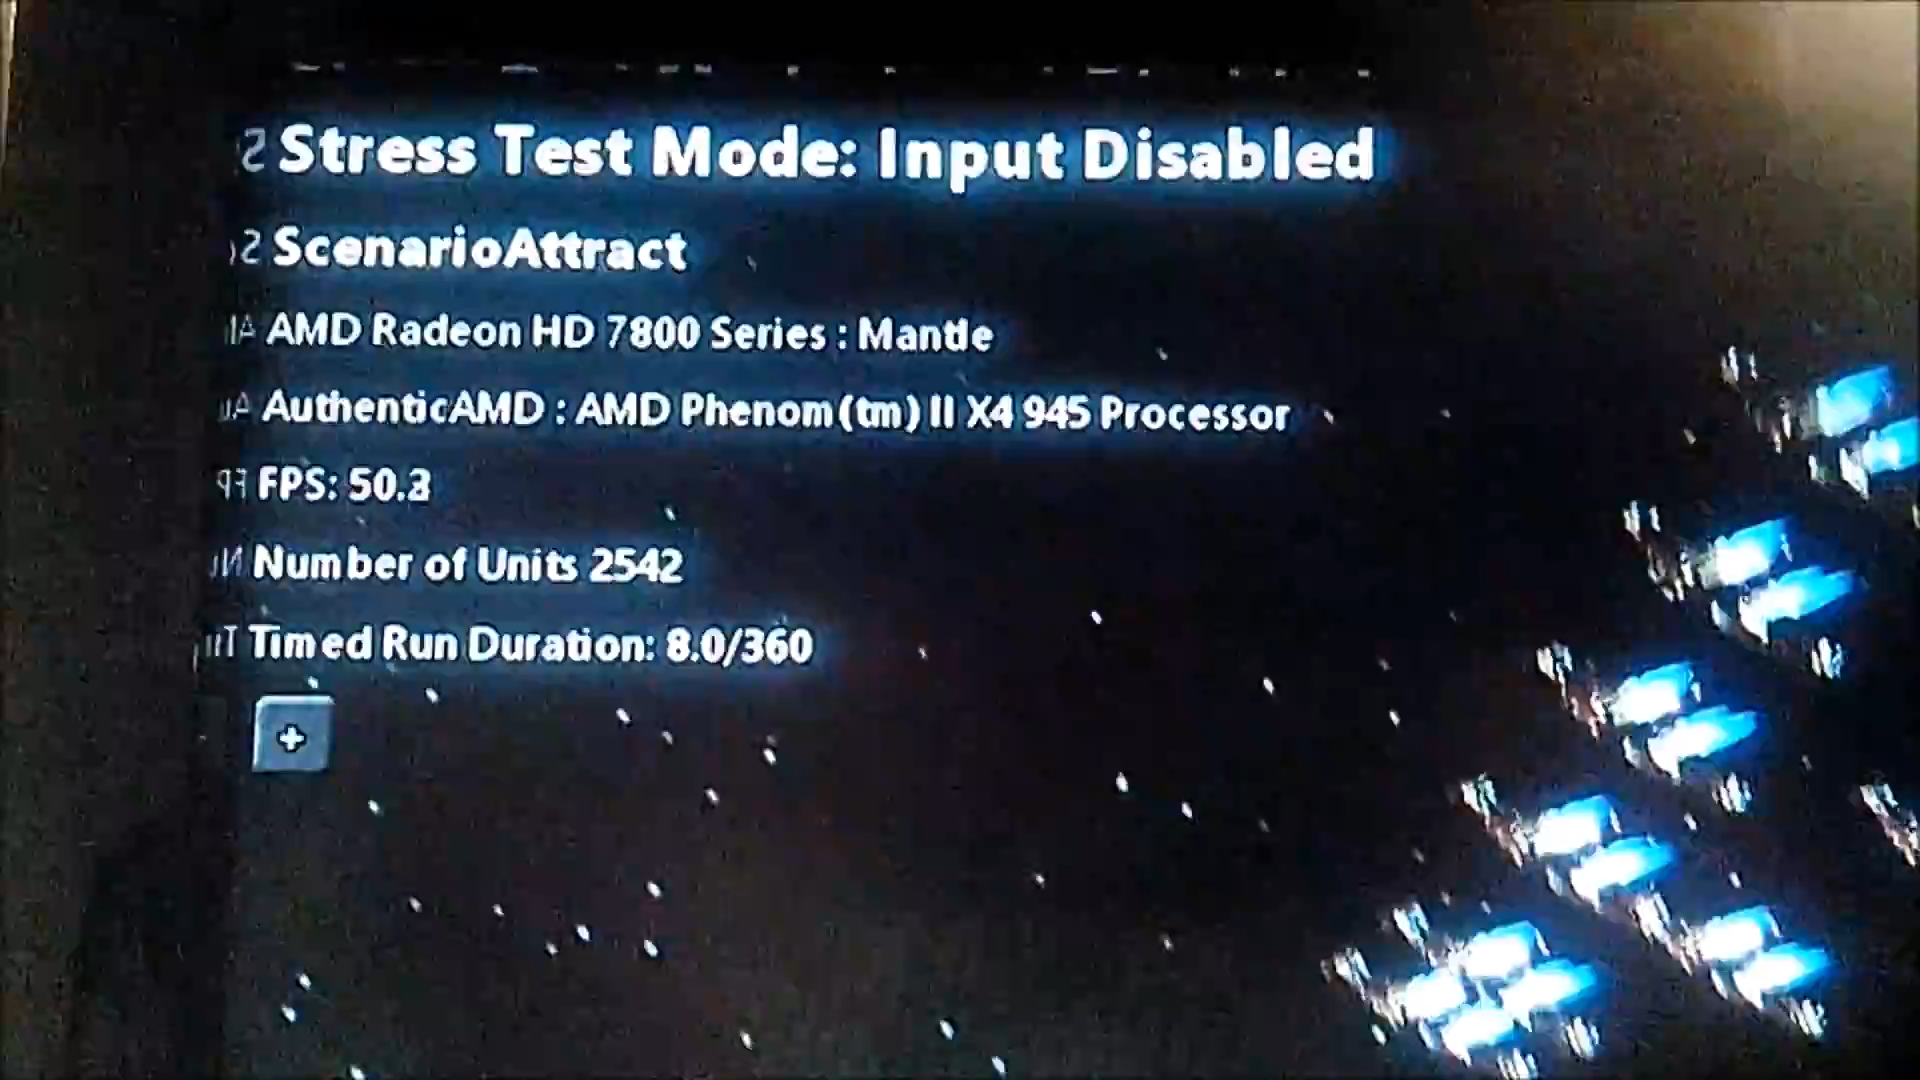 Stress Test Mode: Input Disabled
ScenarioAttract
AMD Radeon HD 7800 Series : Mantle
AuthenticAMD : AMD Phenom(tm) II X4 945 Processor
FPS: 50.3
Number of Units 2542
Timed Run Duration: 8.0/360
+